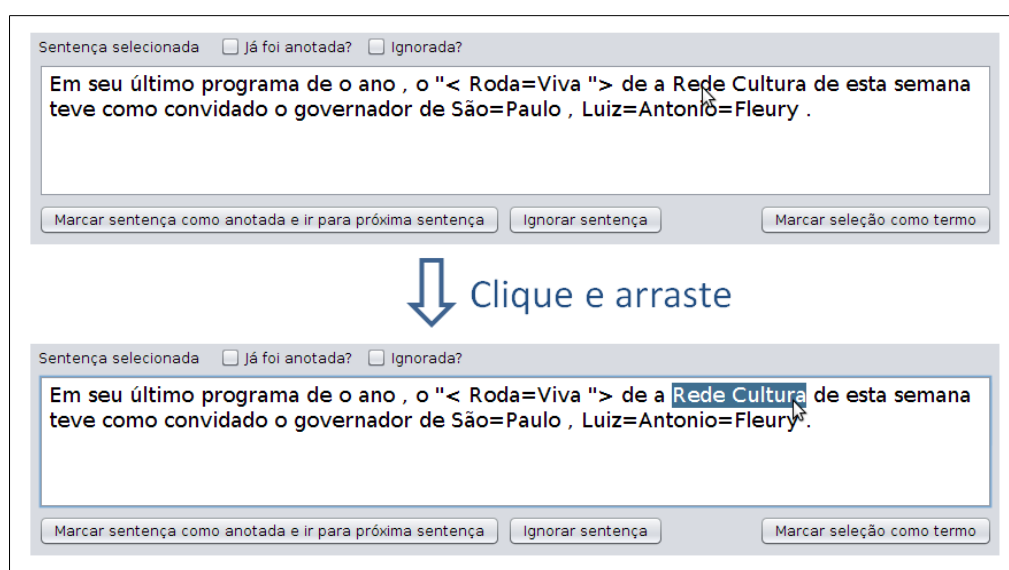 Sentença selecionada Já foi anotada? Ignorada?
Em seu último programa de o ano , o "< Roda=Viva "> de a Rede Cultura de esta semana
teve como convidado o governador de São=Paulo , Luiz=Antonio=Fleury .
Marcar sentença como anotada e ir para próxima sentença Ignorar sentença Marcar seleção como termo
Clique e arraste
Sentença selecionada Já foi anotada? Ignorada?
Em seu último programa de o ano , o "< Roda=Viva "> de a Rede Cultura de esta semana
teve como convidado o governador de São=Paulo , Luiz=Antonio=Fleury .
Marcar sentença como anotada e ir para próxima sentença Ignorar sentença Marcar seleção como termo